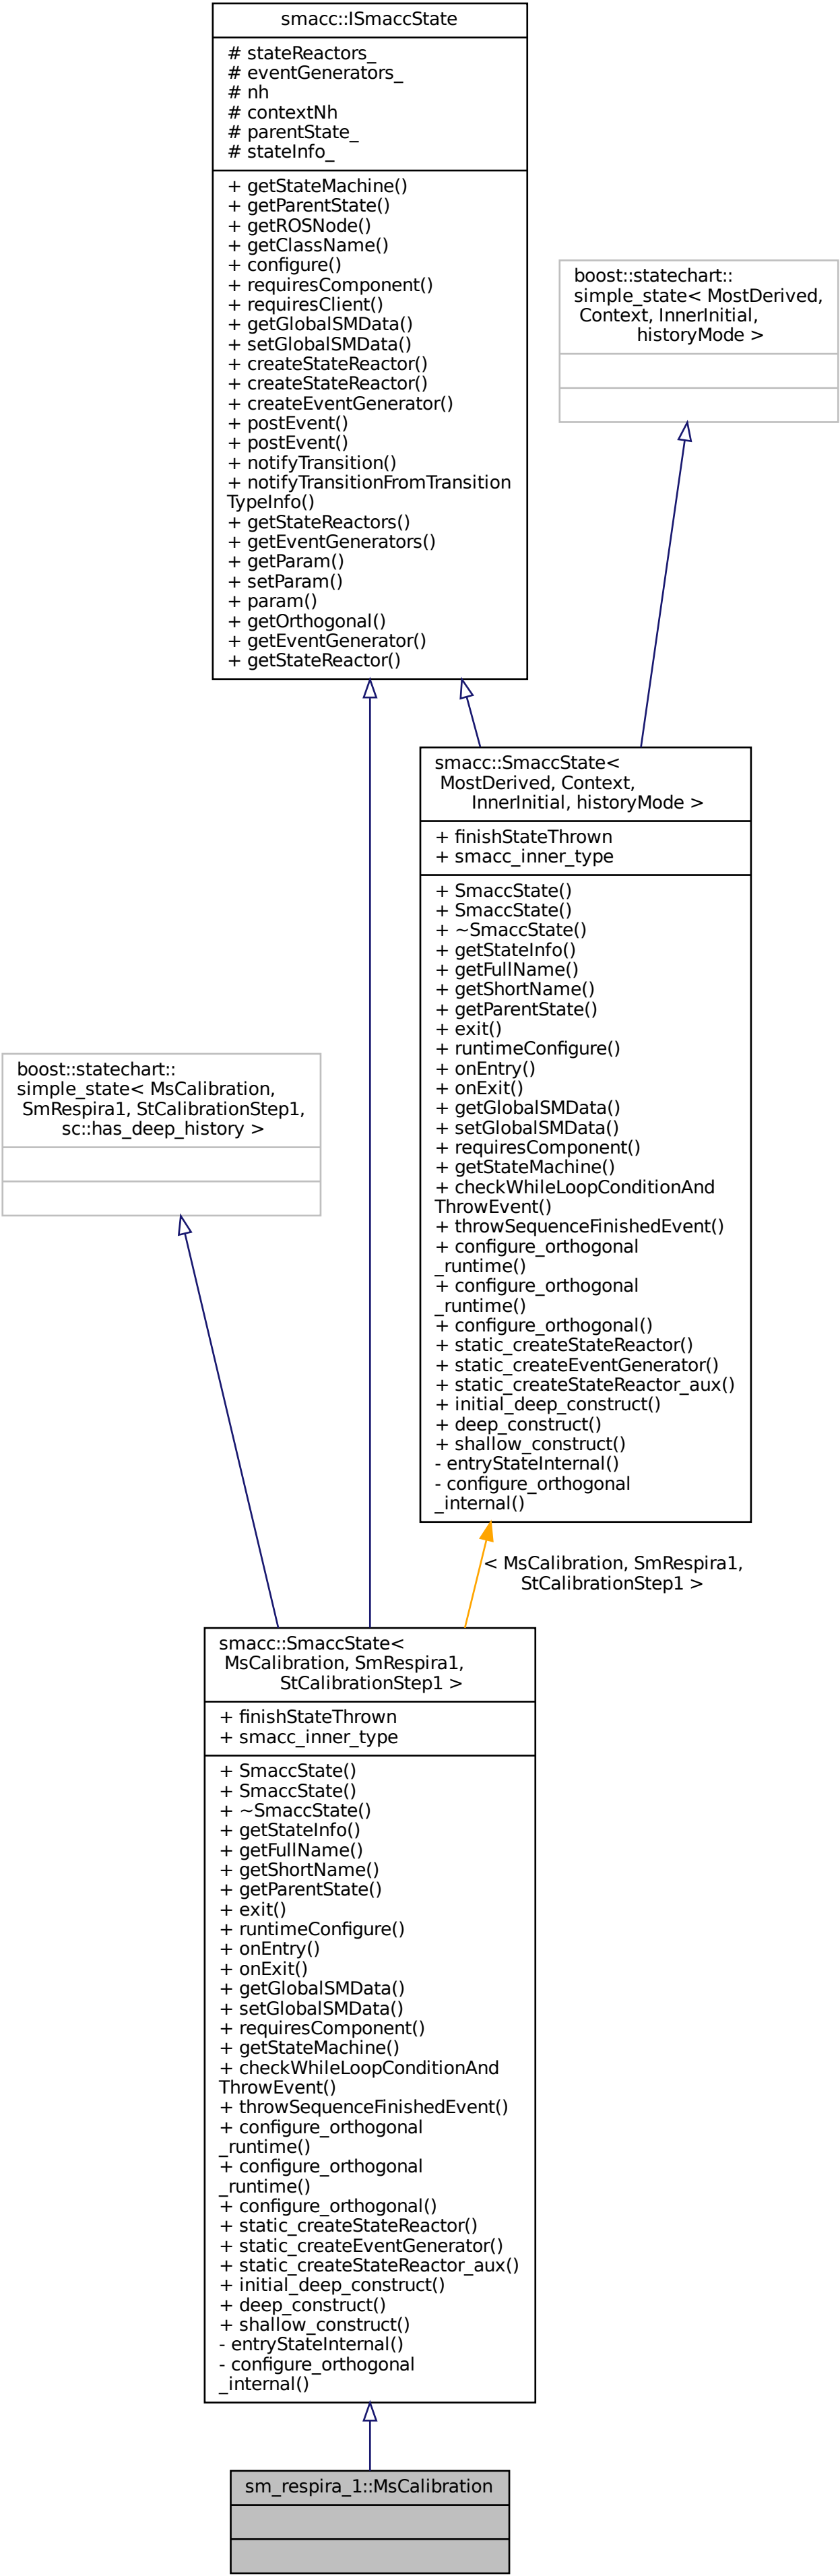 smacc::ISmaccState
# stateReactors_
# eventGenerators_
# nh
# contextNh
# parentState_
# stateInfo_
+ getStateMachine()
+ getParentState()
+ getROSNode()
+ getClassName()
+ configure()
+ requiresComponent()
+ requiresClient()
+ getGlobalSMData()
+ setGlobalSMData()
+ createStateReactor()
+ createStateReactor()
+ createEventGenerator()
+ postEvent()
+ postEvent()
+ notifyTransition()
+ notifyTransitionFromTransition
TypeInfo()
+ getStateReactors()
+ getEventGenerators()
+ getParam()
+ setParam()
+ param()
+ getOrthogonal()
+ getEventGenerator()
+ getStateReactor()
boost::statechart::
simple_state< MostDerived,
Context, InnerInitial,
historyMode >
smacc::SmaccState<
MostDerived, Context,
InnerInitial, historyMode >
+ finishStateThrown
+ smacc_inner_type
+ SmaccState()
+ SmaccState()
+ ~SmaccState()
+ getStateInfo()
+ getFullName()
+ getShortName()
+ getParentState()
+ exit()
+ runtimeConfigure()
+ onEntry()
+ onExit()
+ getGlobalSMData()
+ setGlobalSMData()
+ requiresComponent()
+ getStateMachine()
+ checkWhileLoopConditionAnd
ThrowEvent()
+ throwSequenceFinishedEvent()
+ configure_orthogonal
_runtime()
+ configure_orthogonal
_runtime()
+ configure_orthogonal()
+ static_createStateReactor()
+ static_createEventGenerator()
+ static_createStateReactor_aux()
+ initial_deep_construct()
+ deep_construct()
+ shallow_construct()
- entryStateInternal()
- configure_orthogonal
_internal()
boost::statechart::
simple_state< MsCalibration,
SmRespira1, StCalibrationStep1,
sc::has_deep_history >
< MsCalibration, SmRespira1,
StCalibrationStep1 >
smacc::SmaccState<
MsCalibration, SmRespira1,
StCalibrationStep1 >
+ finishStateThrown
+ smacc_inner_type
+ SmaccState()
+ SmaccState()
+ ~SmaccState()
+ getStateInfo()
+ getFullName()
+ getShortName()
+ getParentState()
+ exit()
+ runtimeConfigure()
+ onEntry()
+ onExit()
+ getGlobalSMData()
+ setGlobalSMData()
+ requiresComponent()
+ getStateMachine()
+ checkWhileLoopConditionAnd
ThrowEvent()
+ throwSequenceFinishedEvent()
+ configure_orthogonal
_runtime()
+ configure_orthogonal
_runtime()
+ configure_orthogonal()
+ static_createStateReactor()
+ static_createEventGenerator()
+ static_createStateReactor_aux()
+ initial_deep_construct()
+ deep_construct()
+ shallow_construct()
- entryStateInternal()
- configure_orthogonal
_internal()
sm_respira_1::MsCalibration